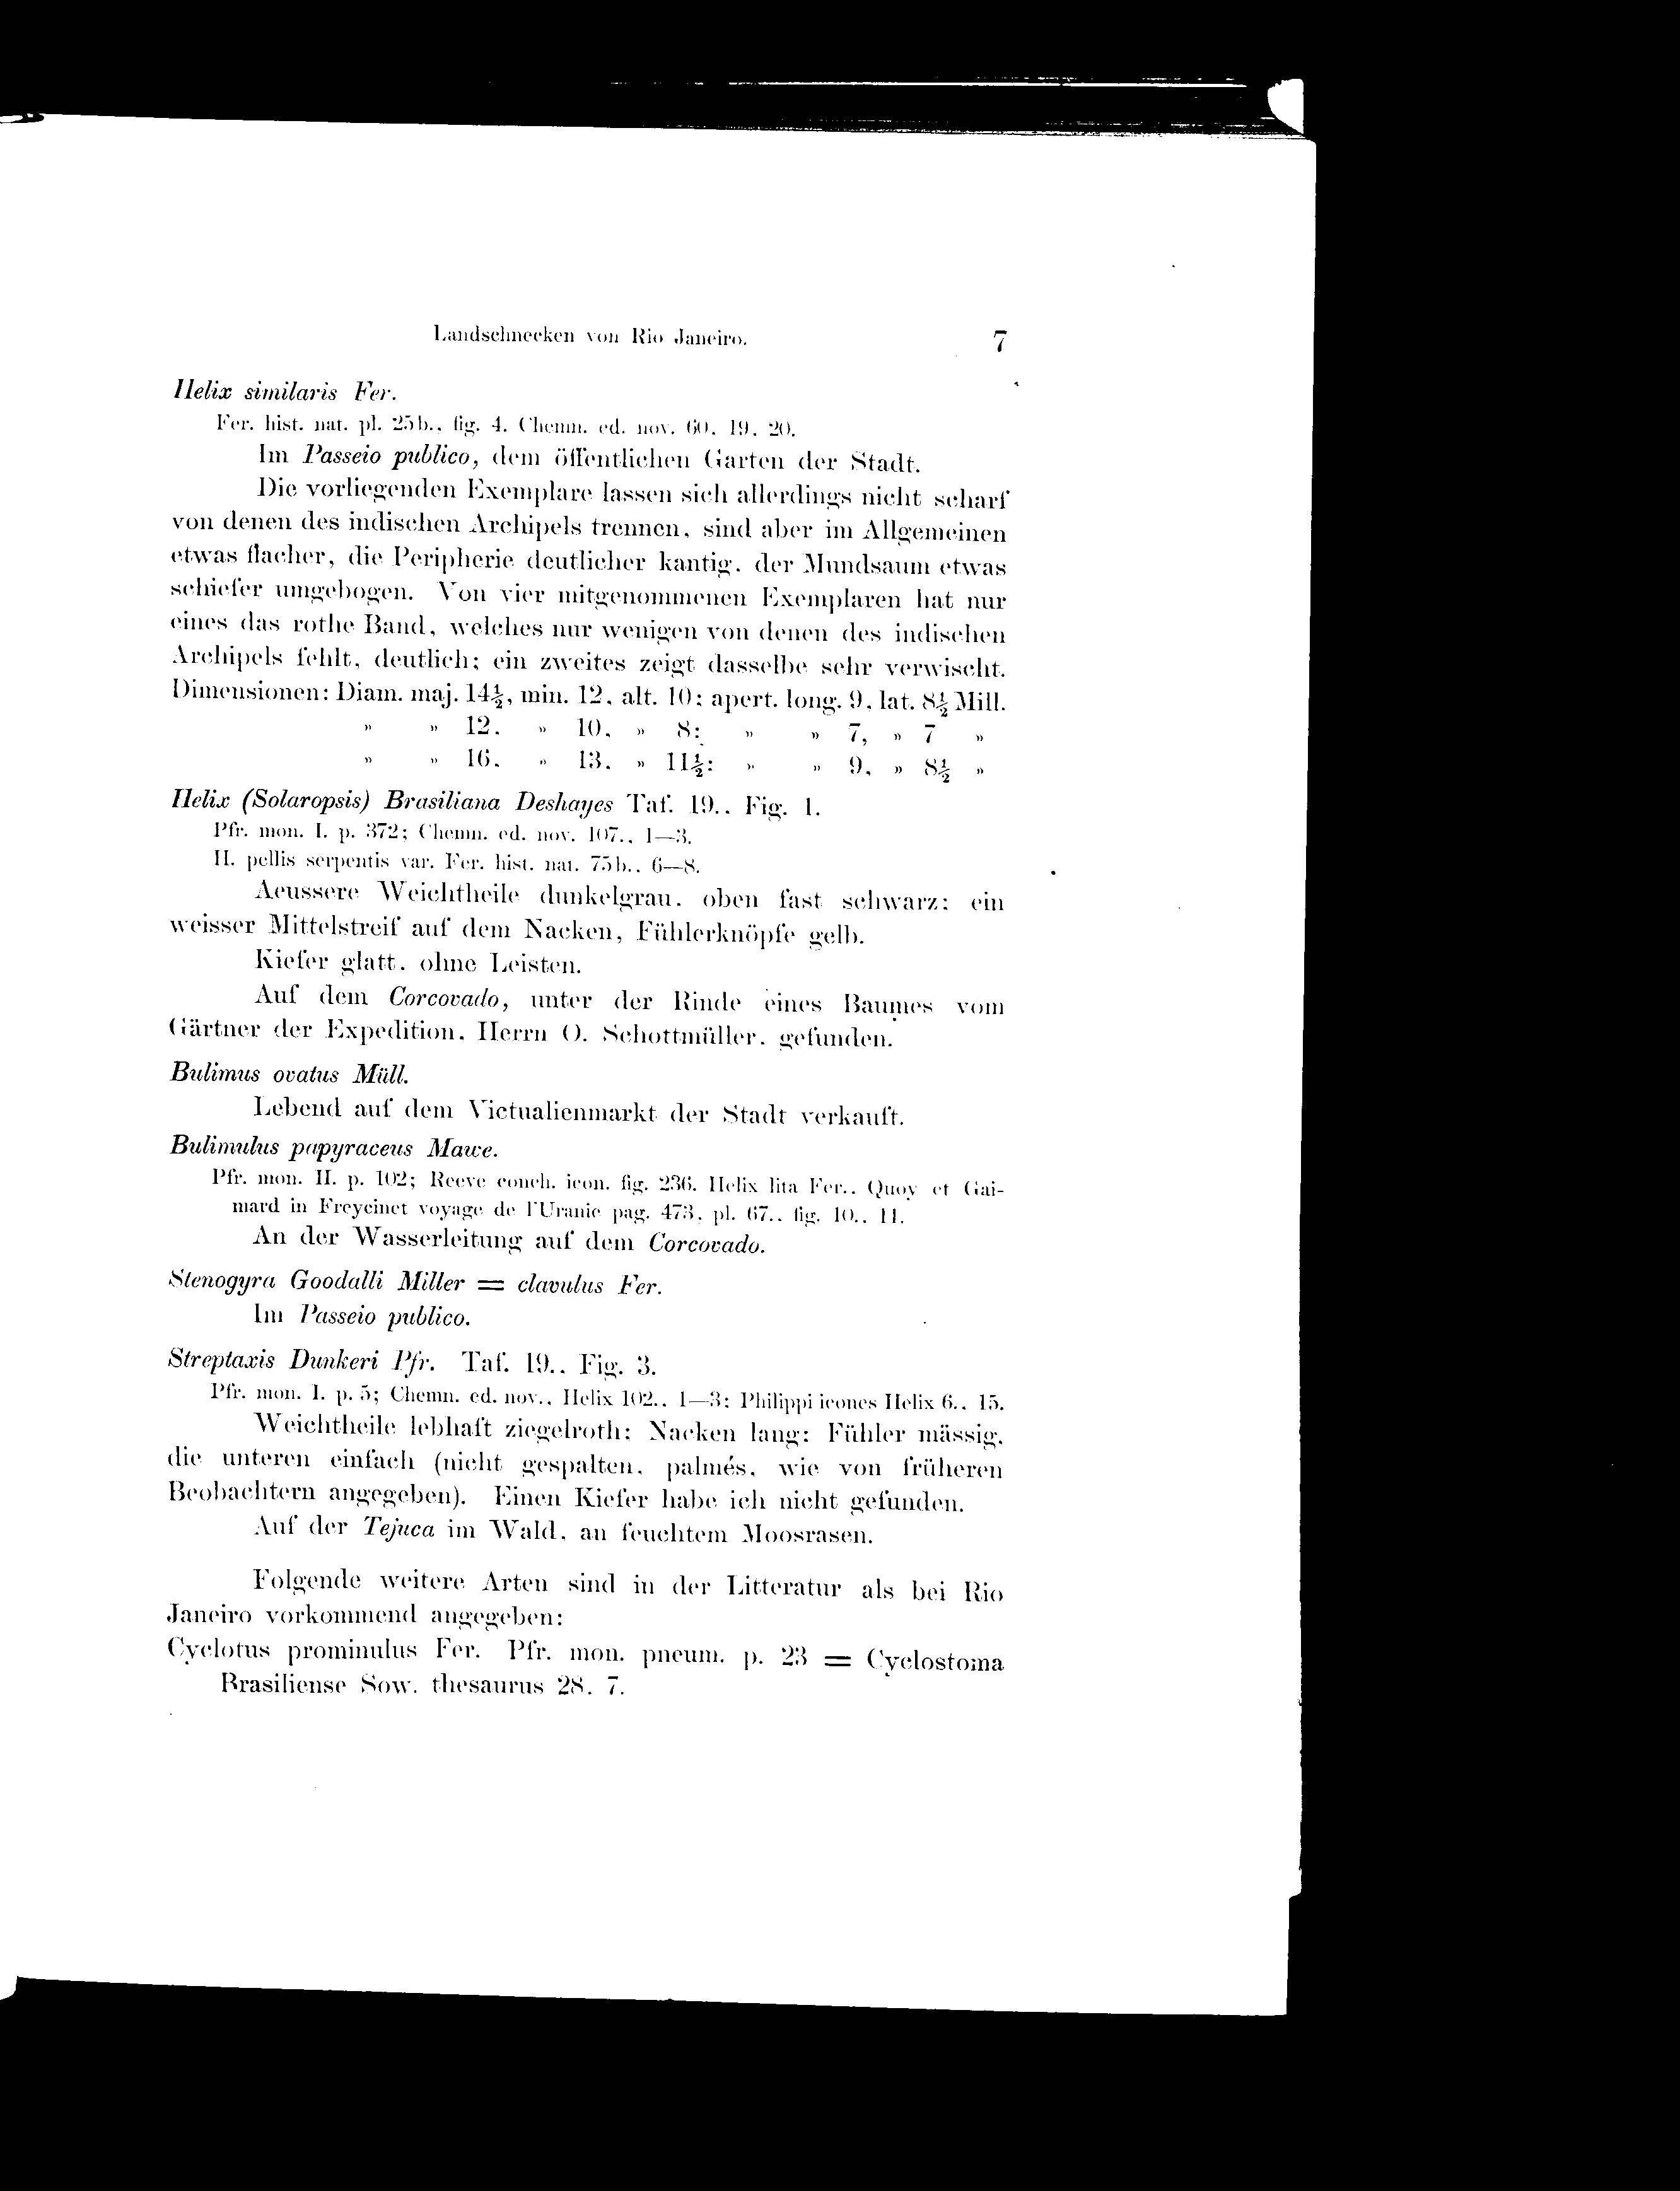 Landschnecken von Rio Janeiro. 7
Helix similaris Fer.
Fer. hist. nat. pl. 25b., fig. 4. Chemn. ed. nov. 60, 19, 20.
Im Passeio publico, dem öffentlichen Garten der Stadt.
Die vorliegenden Exemplare lassen sich allerdings nicht scharf
von denen des indischen Archipels trennen, sind aber im Allgemeinen
etwas flacher, die Peripherie deutlicher kantig, der Mundsaum etwas
schiefer umgebogen. Von vier mitgenommenen Exemplaren hat nur
eines das rothe Band, welches nur wenigen von denen des indischen
Archipels fehlt, deutlich; ein zweites zeigt dasselbe sehr verwischt.
Dimensionen: Diam. maj. 14½, min. 12, alt. 10; apert. long. 9, lat. 8½ Mill.
„ „ 12, „ 10, „ 8; „ „ 7, „ 7 „
„ „ 16, „ 13, „ 11½; „ „ 9, „ 8½ „
Helix (Solaropsis) Brasiliana Deshayes Taf. 19., Fig. 1.
Pfr. mon. I. p. 372; Chemn. ed. nov. 107., 1—3.
H. pellis serpentis var. Fer. hist. nat. 75b., 6—8.
Aeussere Weichtheile dunkelgrau, oben fast schwarz; ein
weisser Mittelstreif auf dem Nacken, Fühlerknöpfe gelb.
Kiefer glatt, ohne Leisten.
Auf dem Corcovado, unter der Rinde eines Baumes vom
Gärtner der Expedition, Herrn O. Schottmüller, gefunden.
Bulimus ovatus Müll.
Lebend auf dem Victualienmarkt der Stadt verkauft.
Bulimulus papyraceus Mawe.
Pfr. mon. II. p. 102; Reeve conch. icon. fig. 236. Helix lita Fer., Quoy et Gai-
mard in Freycinet voyage de l'Uranie pag. 473, pl. 67., fig. 10., 11.
An der Wasserleitung auf dem Corcovado.
Stenogyra Goodalli Miller = clavulus Fer.
Im Passeio publico.
Streptaxis Dunkeri Pfr. Taf. 19., Fig. 3.
Pfr. mon. I. p. 5; Chemn. ed. nov., Helix 102., 1—3; Philippi icones Helix 6., 15.
Weichtheile lebhaft ziegelroth; Nacken lang; Fühler mässig,
die unteren einfach (nicht gespalten, palmés, wie von früheren
Beobachtern angegeben). Einen Kiefer habe ich nicht gefunden.
Auf der Tejuca im Wald, an feuchtem Moosrasen.
Folgende weitere Arten sind in der Litteratur als bei Rio
Janeiro vorkommend angegeben:
Cyclotus prominulus Fer. Pfr. mon. pneum. p. 23 = Cyclostoma
Brasiliense Sow. thesaurus 28. 7.